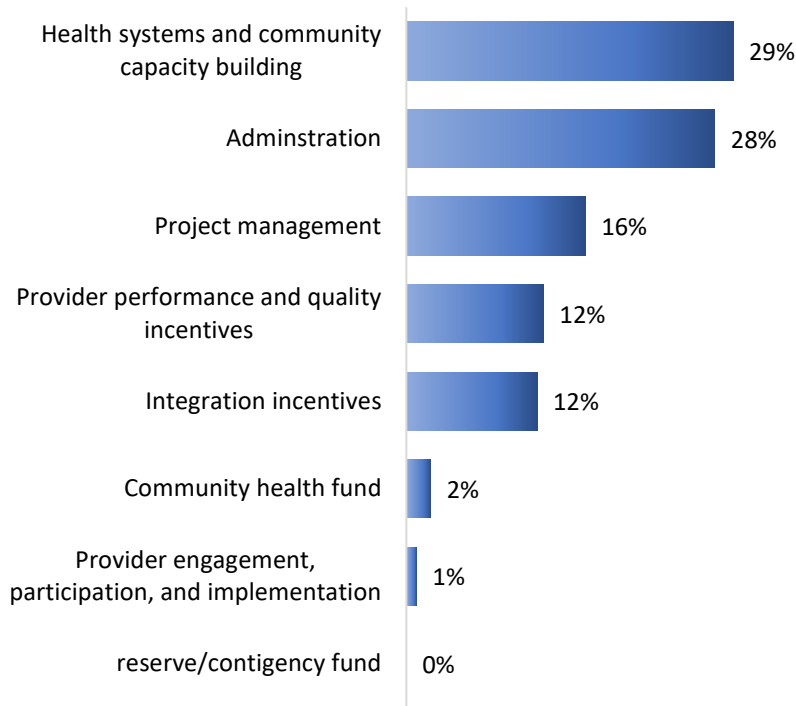 Health systems and community
capacity building
29%
Adminstration
28%
Project management
16%
Provider performance and quality
incentives
12%
Integration incentives
12%
Community health fund
2%
Provider engagement,
participation, and implementation
1%
reserve/contigency fund
0%